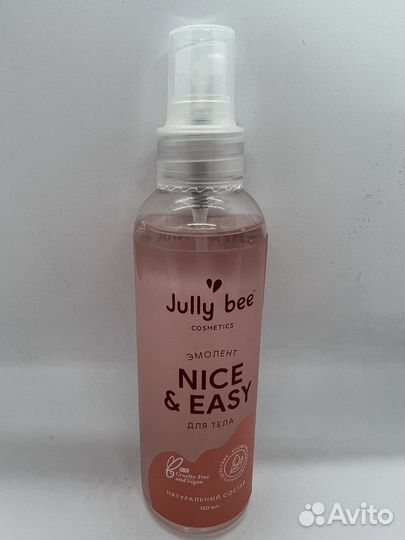 Jully bee
COSMETICS
ЭМОЛЕНТ
NICE
& EASY
ДЛЯ ТЕЛА
Cruelty-Free
and Vegan
НАТУРАЛЬНЫЙ СОСТАВ
150 мл
Avito